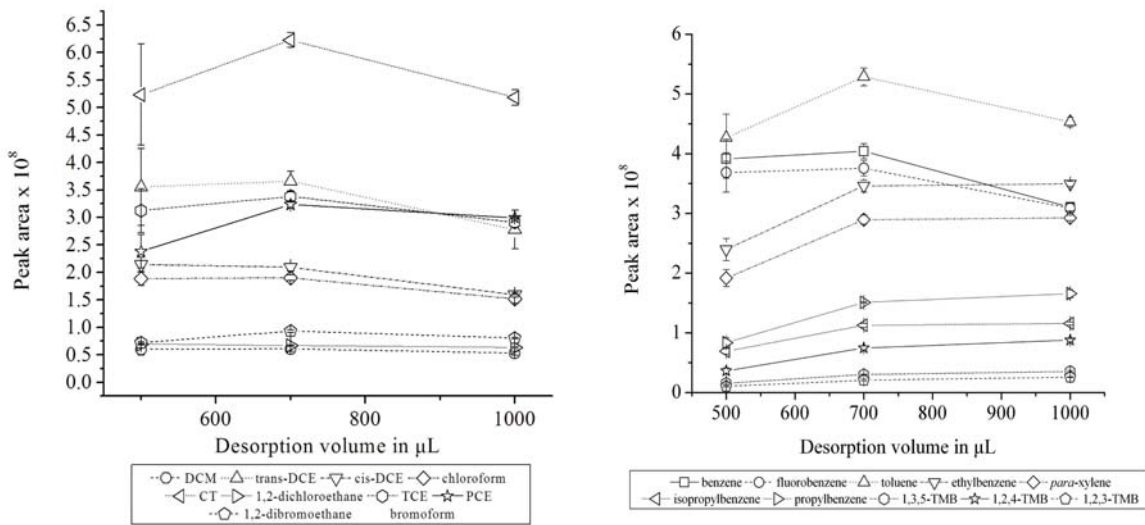 Peak area x 10⁸
6.5
6.0
5.5
5.0
4.5
4.0
3.5
3.0
2.5
2.0
1.5
1.0
0.5
0.0
600 800 1000
Desorption volume in µL
DCM trans-DCE cis-DCE chloroform
CT 1,2-dichloroethane TCE PCE
1,2-dibromoethane bromoform
Peak area x 10⁸
6
5
4
3
2
1
0
500 600 700 800 900 1000
Desorption volume in µL
benzene fluorobenzene toluene ethylbenzene para-xylene
isopropylbenzene propylbenzene 1,3,5-TMB 1,2,4-TMB 1,2,3-TMB